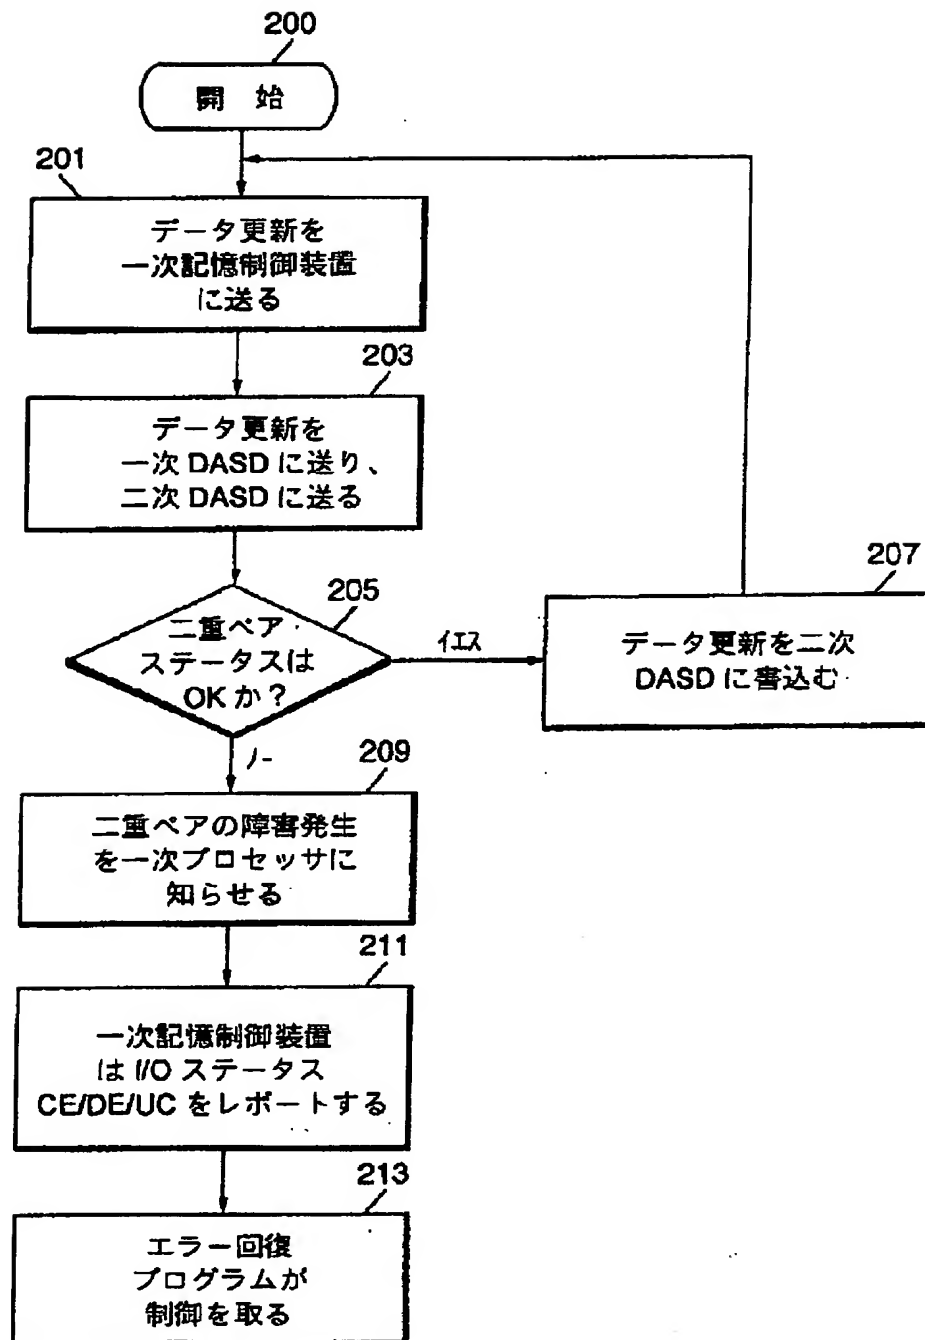 200
開 始
201
データ更新を
一次記憶制御装置
に送る
203
データ更新を
一次 DASD に送り、
二次 DASD に送る
205
二重ペア
ステータスは
OK か？
イエス
207
データ更新を二次
DASD に書込む
ノー
209
二重ペアの障害発生
を一次プロセッサに
知らせる
211
一次記憶制御装置
は I/O ステータス
CE/DE/UC をレポートする
213
エラー回復
プログラムが
制御を取る